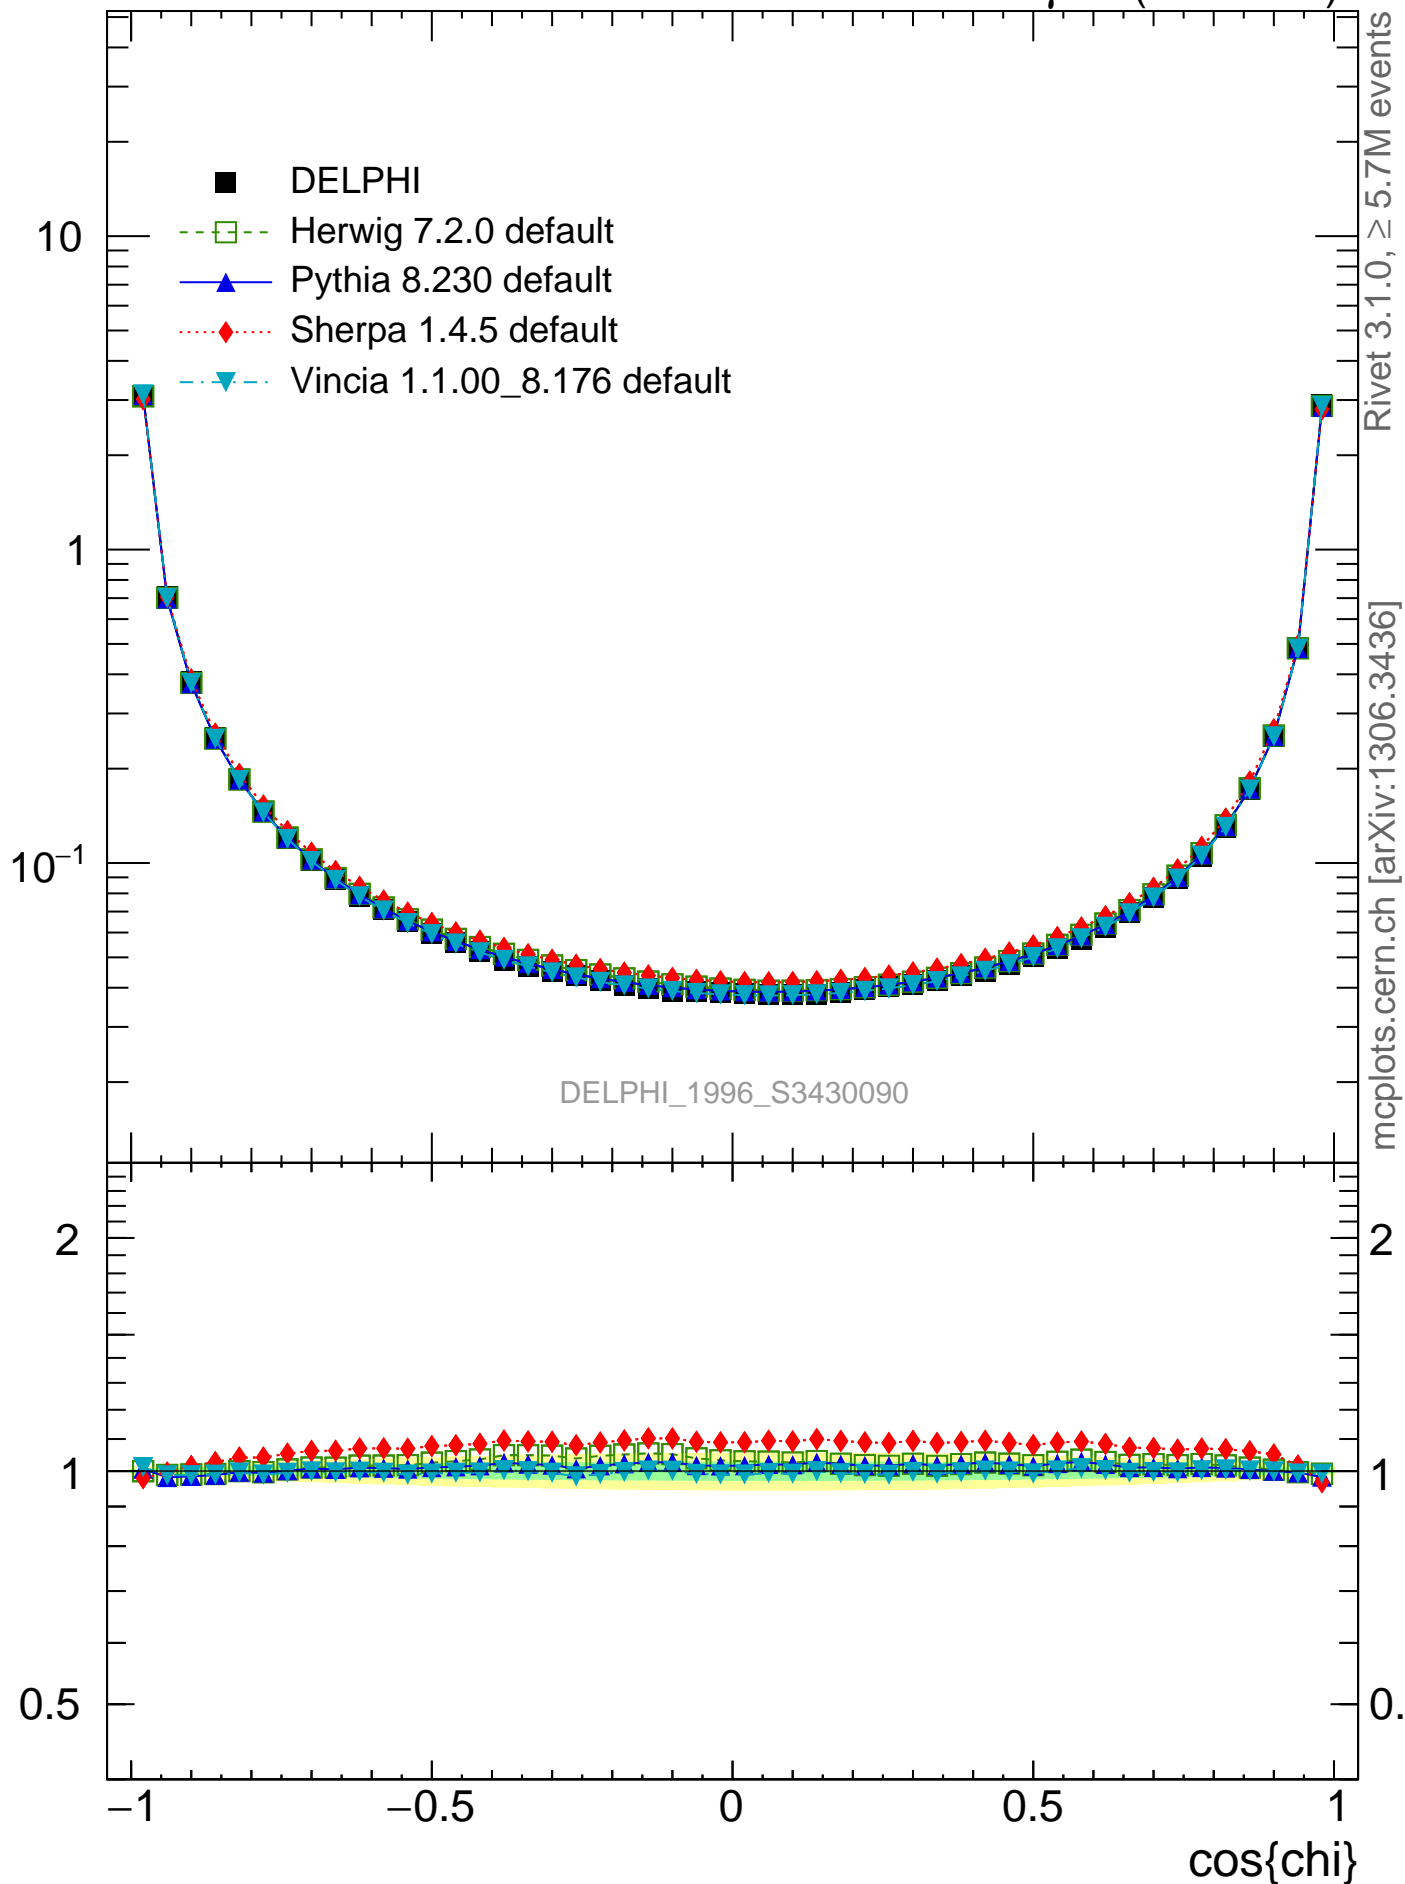 DELPHI
Herwig 7.2.0 default
Pythia 8.230 default
Sherpa 1.4.5 default
Vincia 1.1.00_8.176 default
10
1
10⁻¹
DELPHI_1996_S3430090
Rivet 3.1.0, ≥ 5.7M events
mcplots.cern.ch [arXiv:1306.3436]
2
1
0.5
2
1
0.
−1
−0.5
0
0.5
1
cos{chi}